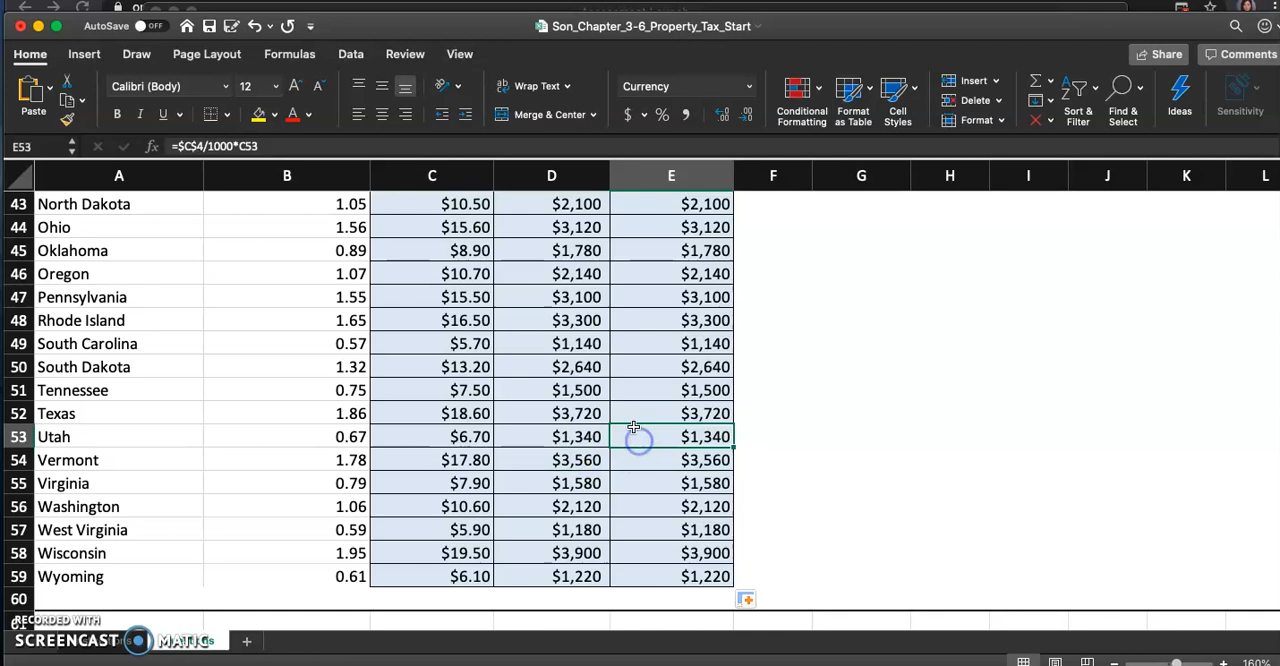 AutoSave OFF Son_Chapter_3-6_Property_Tax_Start
Home Insert Draw Page Layout Formulas Data Review View Share Comments
Paste Calibri (Body) 12 A A Wrap Text Currency Conditional Formatting Format as Table Cell Styles Insert Sort & Filter Find & Select Ideas Sensitivity
B I U A Merge & Center $ % Delete
Format
E53 fx =$C$4/1000*C53
A B C D E F G H I J K L
43 North Dakota 1.05 $10.50 $2,100 $2,100
44 Ohio 1.56 $15.60 $3,120 $3,120
45 Oklahoma 0.89 $8.90 $1,780 $1,780
46 Oregon 1.07 $10.70 $2,140 $2,140
47 Pennsylvania 1.55 $15.50 $3,100 $3,100
48 Rhode Island 1.65 $16.50 $3,300 $3,300
49 South Carolina 0.57 $5.70 $1,140 $1,140
50 South Dakota 1.32 $13.20 $2,640 $2,640
51 Tennessee 0.75 $7.50 $1,500 $1,500
52 Texas 1.86 $18.60 $3,720 $3,720
53 Utah 0.67 $6.70 $1,340 $1,340
54 Vermont 1.78 $17.80 $3,560 $3,560
55 Virginia 0.79 $7.90 $1,580 $1,580
56 Washington 1.06 $10.60 $2,120 $2,120
57 West Virginia 0.59 $5.90 $1,180 $1,180
58 Wisconsin 1.95 $19.50 $3,900 $3,900
59 Wyoming 0.61 $6.10 $1,220 $1,220
60
61
RECORDED WITH
SCREENCAST MATIC
160%